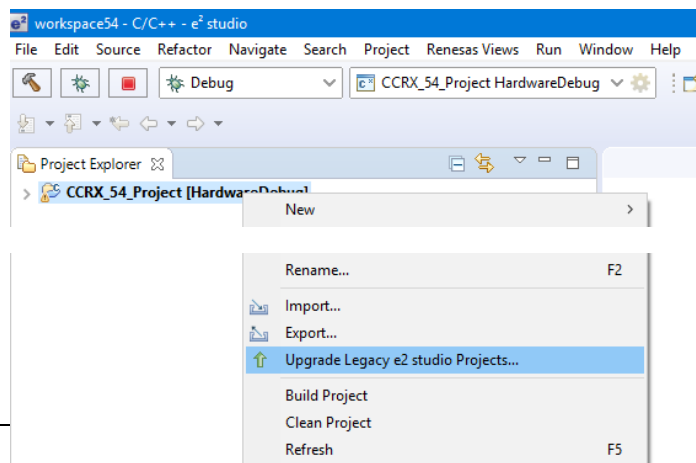 e² workspace54 - C/C++ - e² studio
File Edit Source Refactor Navigate Search Project Renesas Views Run Window Help
Debug CCRX_54_Project HardwareDebug
Project Explorer
CCRX_54_Project [HardwareDebug]
New
Rename... F2
Import...
Export...
Upgrade Legacy e2 studio Projects...
Build Project
Clean Project
Refresh F5